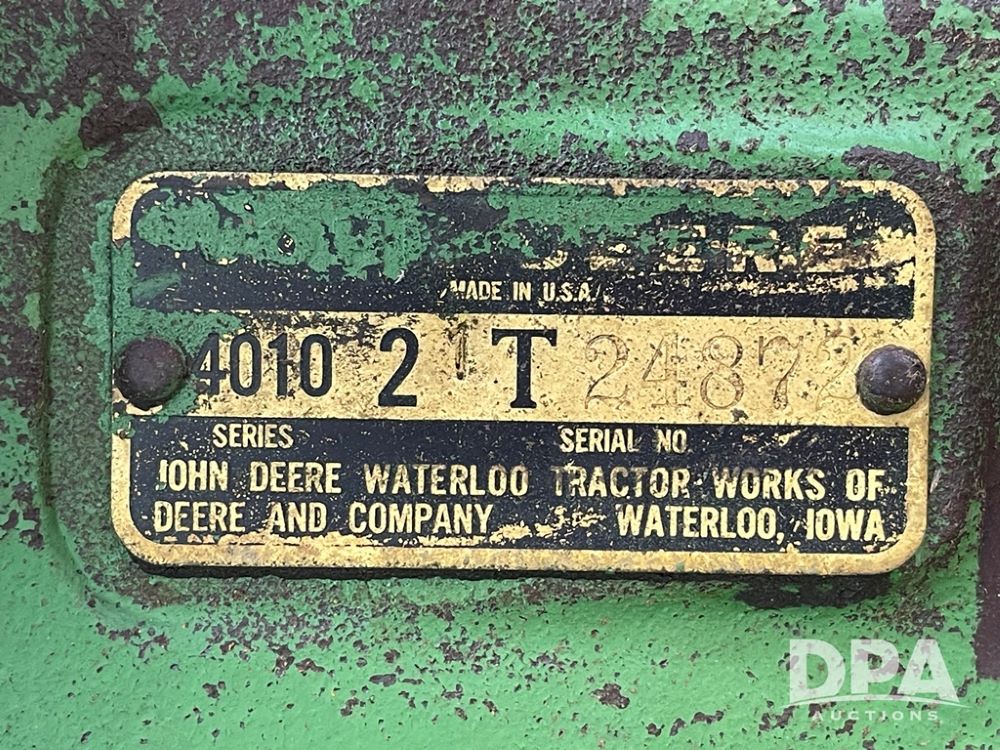 DEERE
MADE IN U.S.A.
4010 2 T 24872
SERIES SERIAL NO.
JOHN DEERE WATERLOO TRACTOR WORKS OF
DEERE AND COMPANY WATERLOO, IOWA
DPA
AUCTIONS